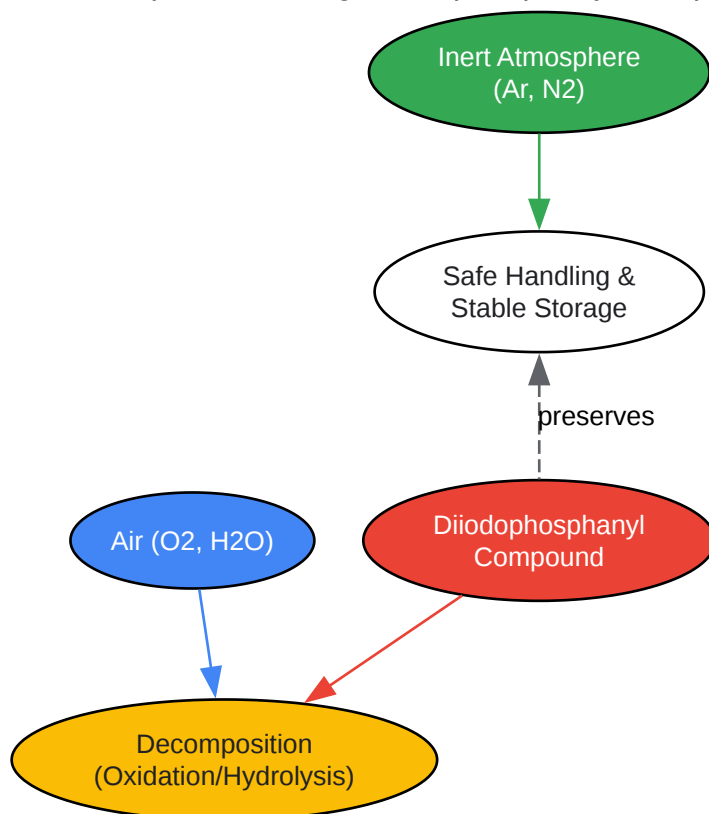 Inert Atmosphere
(Ar, N2)
Safe Handling &
Stable Storage
preserves
Air (O2, H2O)
Diiodophosphanyl
Compound
Decomposition
(Oxidation/Hydrolysis)